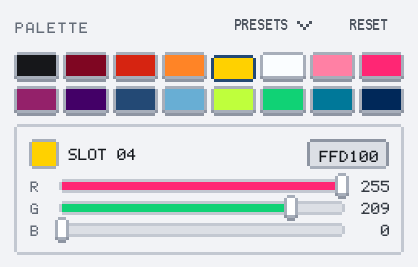 PALETTE PRESETS RESET
SLOT 04 FFD100
R 255
G 209
B 0